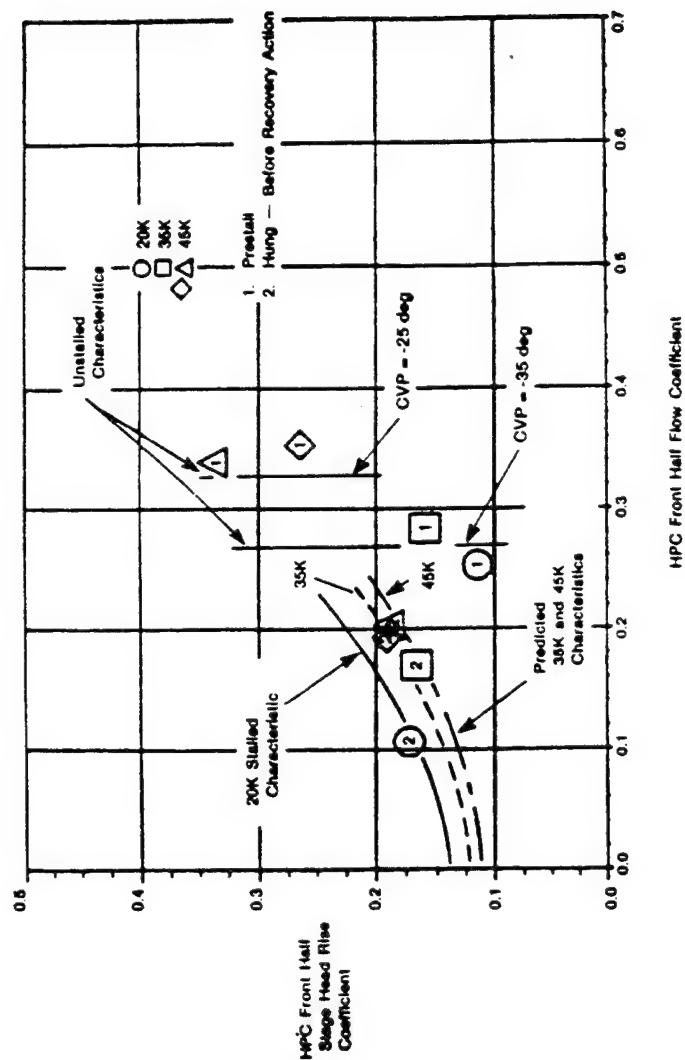 0.5
0.4
0.3
0.2
0.1
0.0
HPC Front Half
Stage Head Rise
Coefficient
Unstalled
Characteristics
20K
35K
45K
1. Prestall
2. Hung — Before Recovery Action
20K Stalled
Characteristic
35K
45K
CVP = -25 deg
CVP = -35 deg
Predicted
35K and 45K
Characteristics
1
1
1
1
2
2
0.0
0.1
0.2
0.3
0.4
0.5
0.6
0.7
HPC Front Half Flow Coefficient